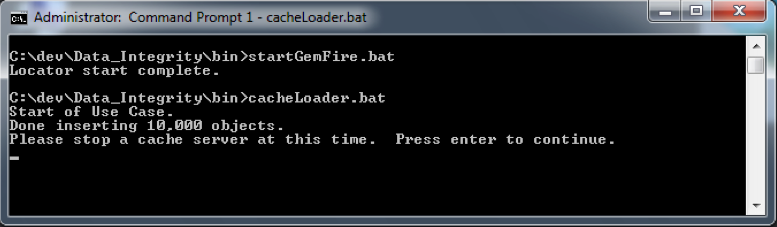 Administrator: Command Prompt 1 - cacheLoader.bat
C:\dev\Data_Integrity\bin>startGemFire.bat
Locator start complete.
C:\dev\Data_Integrity\bin>cacheLoader.bat
Start of Use Case.
Done inserting 10,000 objects.
Please stop a cache server at this time.  Press enter to continue.